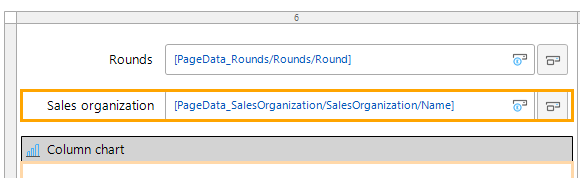 6
Rounds [PageData_Rounds/Rounds/Round]
Sales organization [PageData_SalesOrganization/SalesOrganization/Name]
Column chart